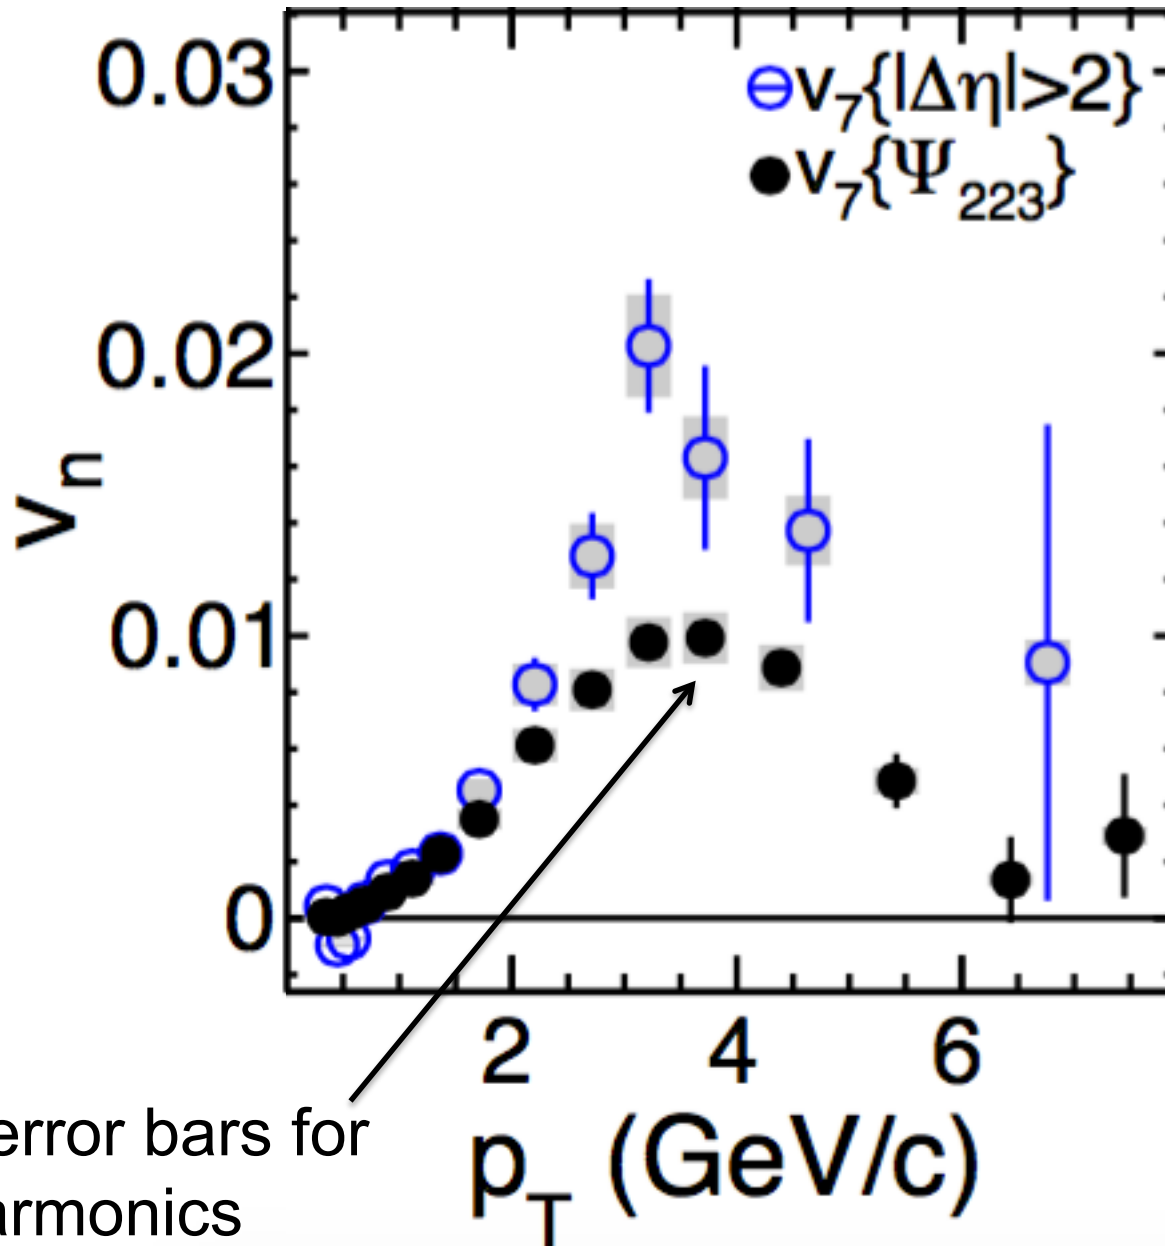 0.03
v7{|Δη|>2}
v7{Ψ223}
0.02
vn
0.01
0
2 4 6
error bars for
pT (GeV/c)
armonics